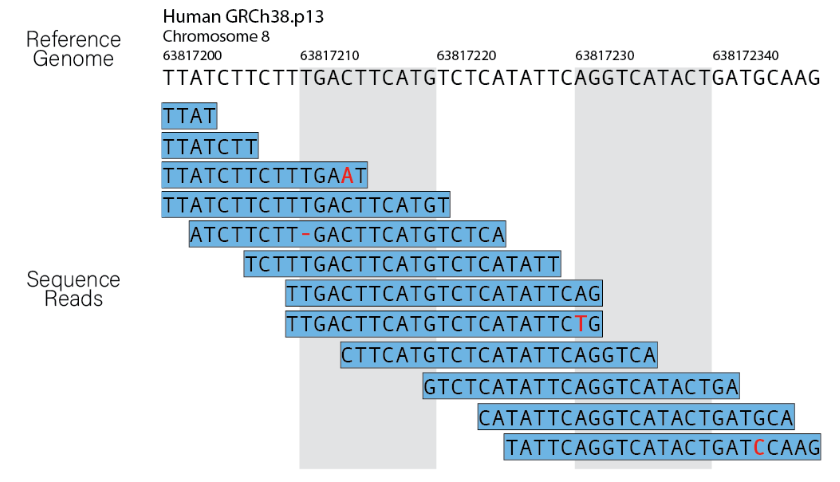 Human GRCh38.p13
Chromosome 8
Reference
Genome
63817200 63817210 63817220 63817230 638172340
TTATCTTCTTTGACTTCATGTCTCATATTCAGGTCATACTGATGCAAG
TTAT
TTATCTT
TTATCTTCTTTGAAT
TTATCTTCTTTGACTTCATGT
ATCTTCTT-GACTTCATGTCTCA
Sequence
Reads
TCTTTGACTTCATGTCTCATATT
TTGACTTCATGTCTCATATTCAG
TTGACTTCATGTCTCATATTCTG
CTTCATGTCTCATATTCAGGTCA
GTCTCATATTCAGGTCATACTGA
CATATTCAGGTCATACTGATGCA
TATTCAGGTCATACTGATCCAAG